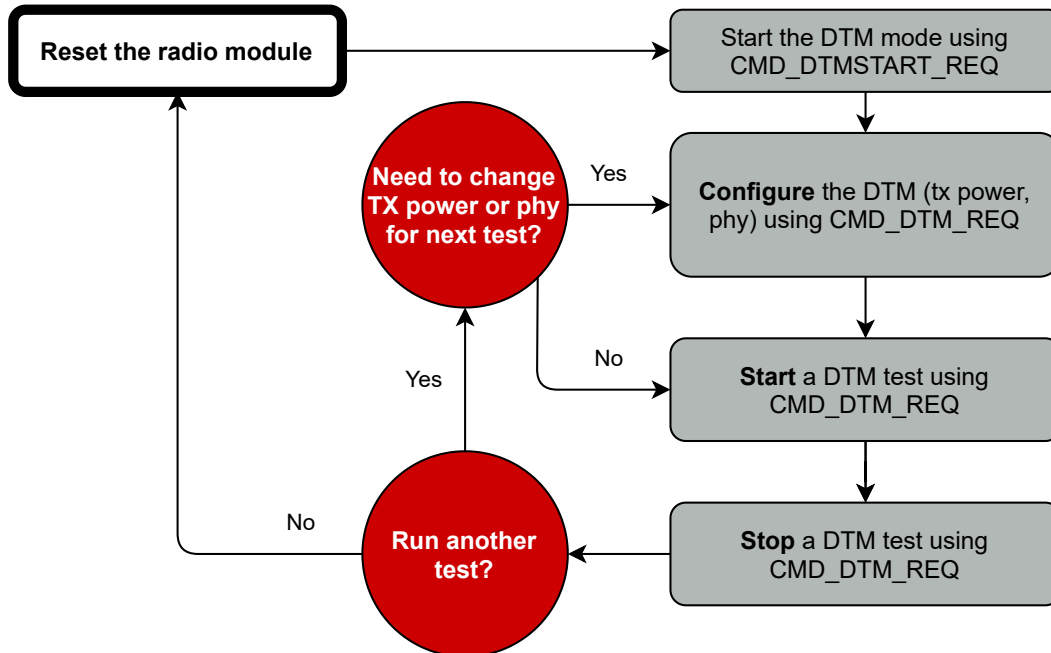 Reset the radio module
Start the DTM mode using
CMD_DTMSTART_REQ
Need to change
TX power or phy
for next test?
Yes
Configure the DTM (tx power,
phy) using CMD_DTM_REQ
No
Start a DTM test using
CMD_DTM_REQ
Yes
No
Run another
test?
Stop a DTM test using
CMD_DTM_REQ